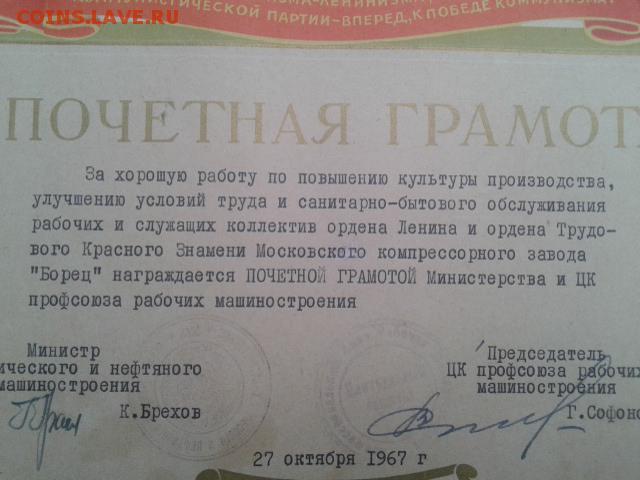 COINS.LAVE.RU
ПАРТИИ-ВПЕРЕД, К ПОБЕДЕ КОММУНИЗМА!
ПОЧЕТНАЯ ГРАМОТ
За хорошую работу по повышению культуры производства,
улучшению условий труда и санитарно-бытового обслуживания
рабочих и служащих коллектив ордена Ленина и ордена Трудо-
вого Красного Знамени Московского компрессорного завода
"Борец" награждается ПОЧЕТНОЙ ГРАМОТОЙ Министерства и ЦК
профсоюза рабочих машиностроения
Министр
ического и нефтяного
машиностроения
К.Брехов
Председатель
ЦК профсоюза рабочих
машиностроения
Г.Софоно
27 октября 1967 г